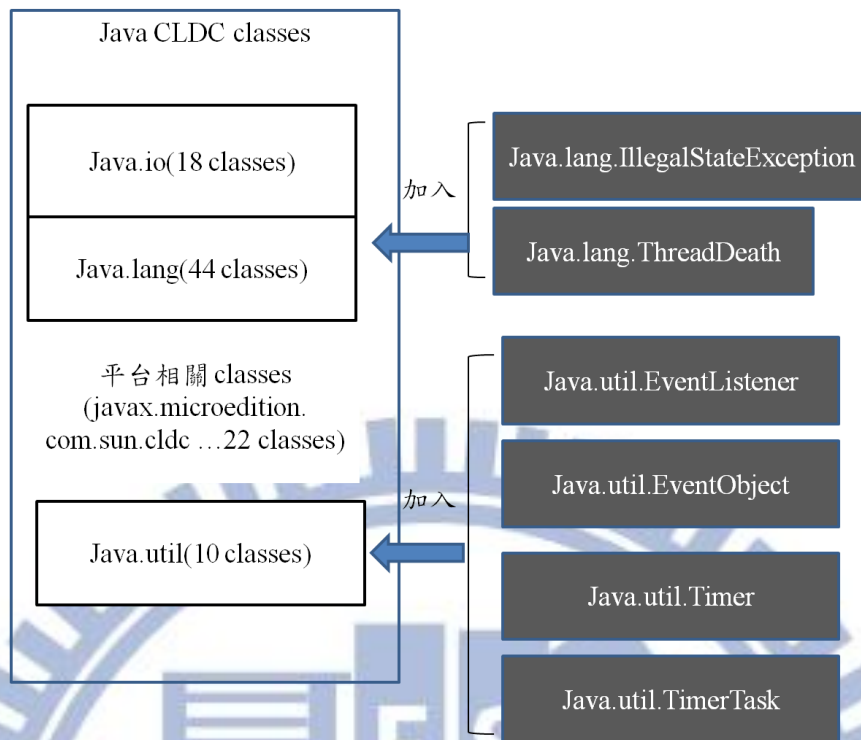 Java CLDC classes
Java.io(18 classes)
Java.lang(44 classes)
平台相關 classes
(javax.microedition.
com.sun.cldc …22 classes)
Java.util(10 classes)
加入
Java.lang.IllegalStateException
Java.lang.ThreadDeath
加入
Java.util.EventListener
Java.util.EventObject
Java.util.Timer
Java.util.TimerTask